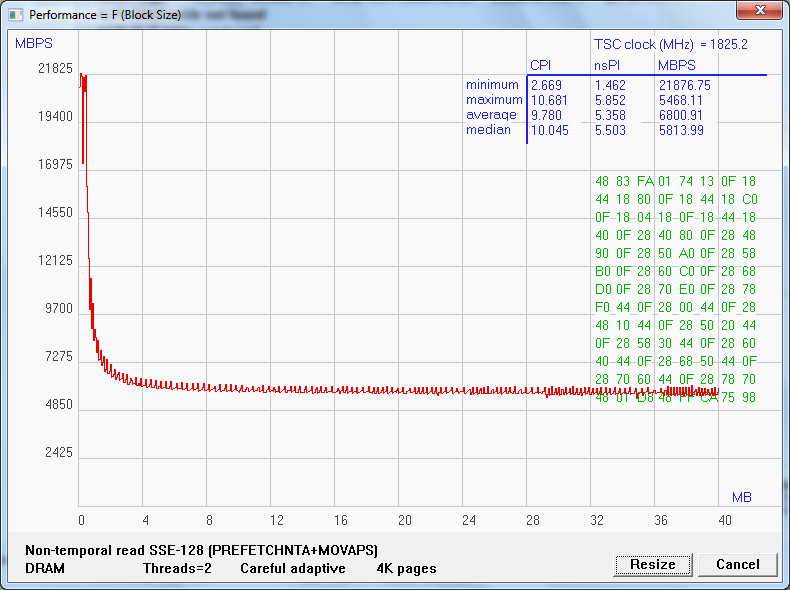 Performance = F (Block Size)
MBPS
TSC clock (MHz) = 1825.2
CPI nsPI MBPS
minimum 2.669 1.462 21876.75
maximum 10.681 5.852 5468.11
average 9.780 5.358 6800.91
median 10.045 5.503 5813.99
21825
19400
16975
14550
12125
9700
7275
4850
2425
48 83 FA 01 74 13 0F 18
44 18 80 0F 18 44 18 C0
0F 18 04 18 0F 18 44 18
40 0F 28 40 80 0F 28 48
90 0F 28 50 A0 0F 28 58
B0 0F 28 60 C0 0F 28 68
D0 0F 28 70 E0 0F 28 78
F0 44 0F 28 00 44 0F 28
48 10 44 0F 28 50 20 44
0F 28 58 30 44 0F 28 60
40 44 0F 28 68 50 44 0F
28 70 60 44 0F 28 78 70
48 01 D8 48 FF CA 75 98
MB
0 4 8 12 16 20 24 28 32 36 40
Non-temporal read SSE-128 (PREFETCHNTA+MOVAPS)
DRAM Threads=2 Careful adaptive 4K pages
Resize Cancel